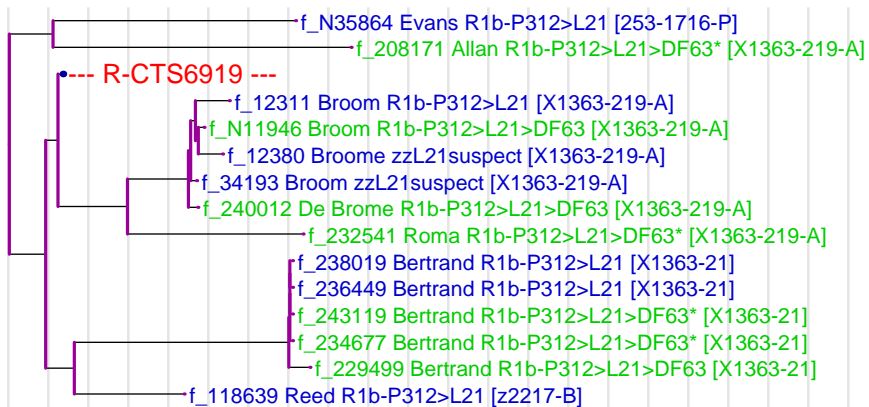 f_N35864 Evans R1b-P312>L21 [253-1716-P]
f_208171 Allan R1b-P312>L21>DF63* [X1363-219-A]
--- R-CTS6919 ---
f_12311 Broom R1b-P312>L21 [X1363-219-A]
f_N11946 Broom R1b-P312>L21>DF63 [X1363-219-A]
f_12380 Broome zzL21suspect [X1363-219-A]
f_34193 Broom zzL21suspect [X1363-219-A]
f_240012 De Brome R1b-P312>L21>DF63 [X1363-219-A]
f_232541 Roma R1b-P312>L21>DF63* [X1363-219-A]
f_238019 Bertrand R1b-P312>L21 [X1363-21]
f_236449 Bertrand R1b-P312>L21 [X1363-21]
f_243119 Bertrand R1b-P312>L21>DF63* [X1363-21]
f_234677 Bertrand R1b-P312>L21>DF63* [X1363-21]
f_229499 Bertrand R1b-P312>L21>DF63 [X1363-21]
f_118639 Reed R1b-P312>L21 [z2217-B]